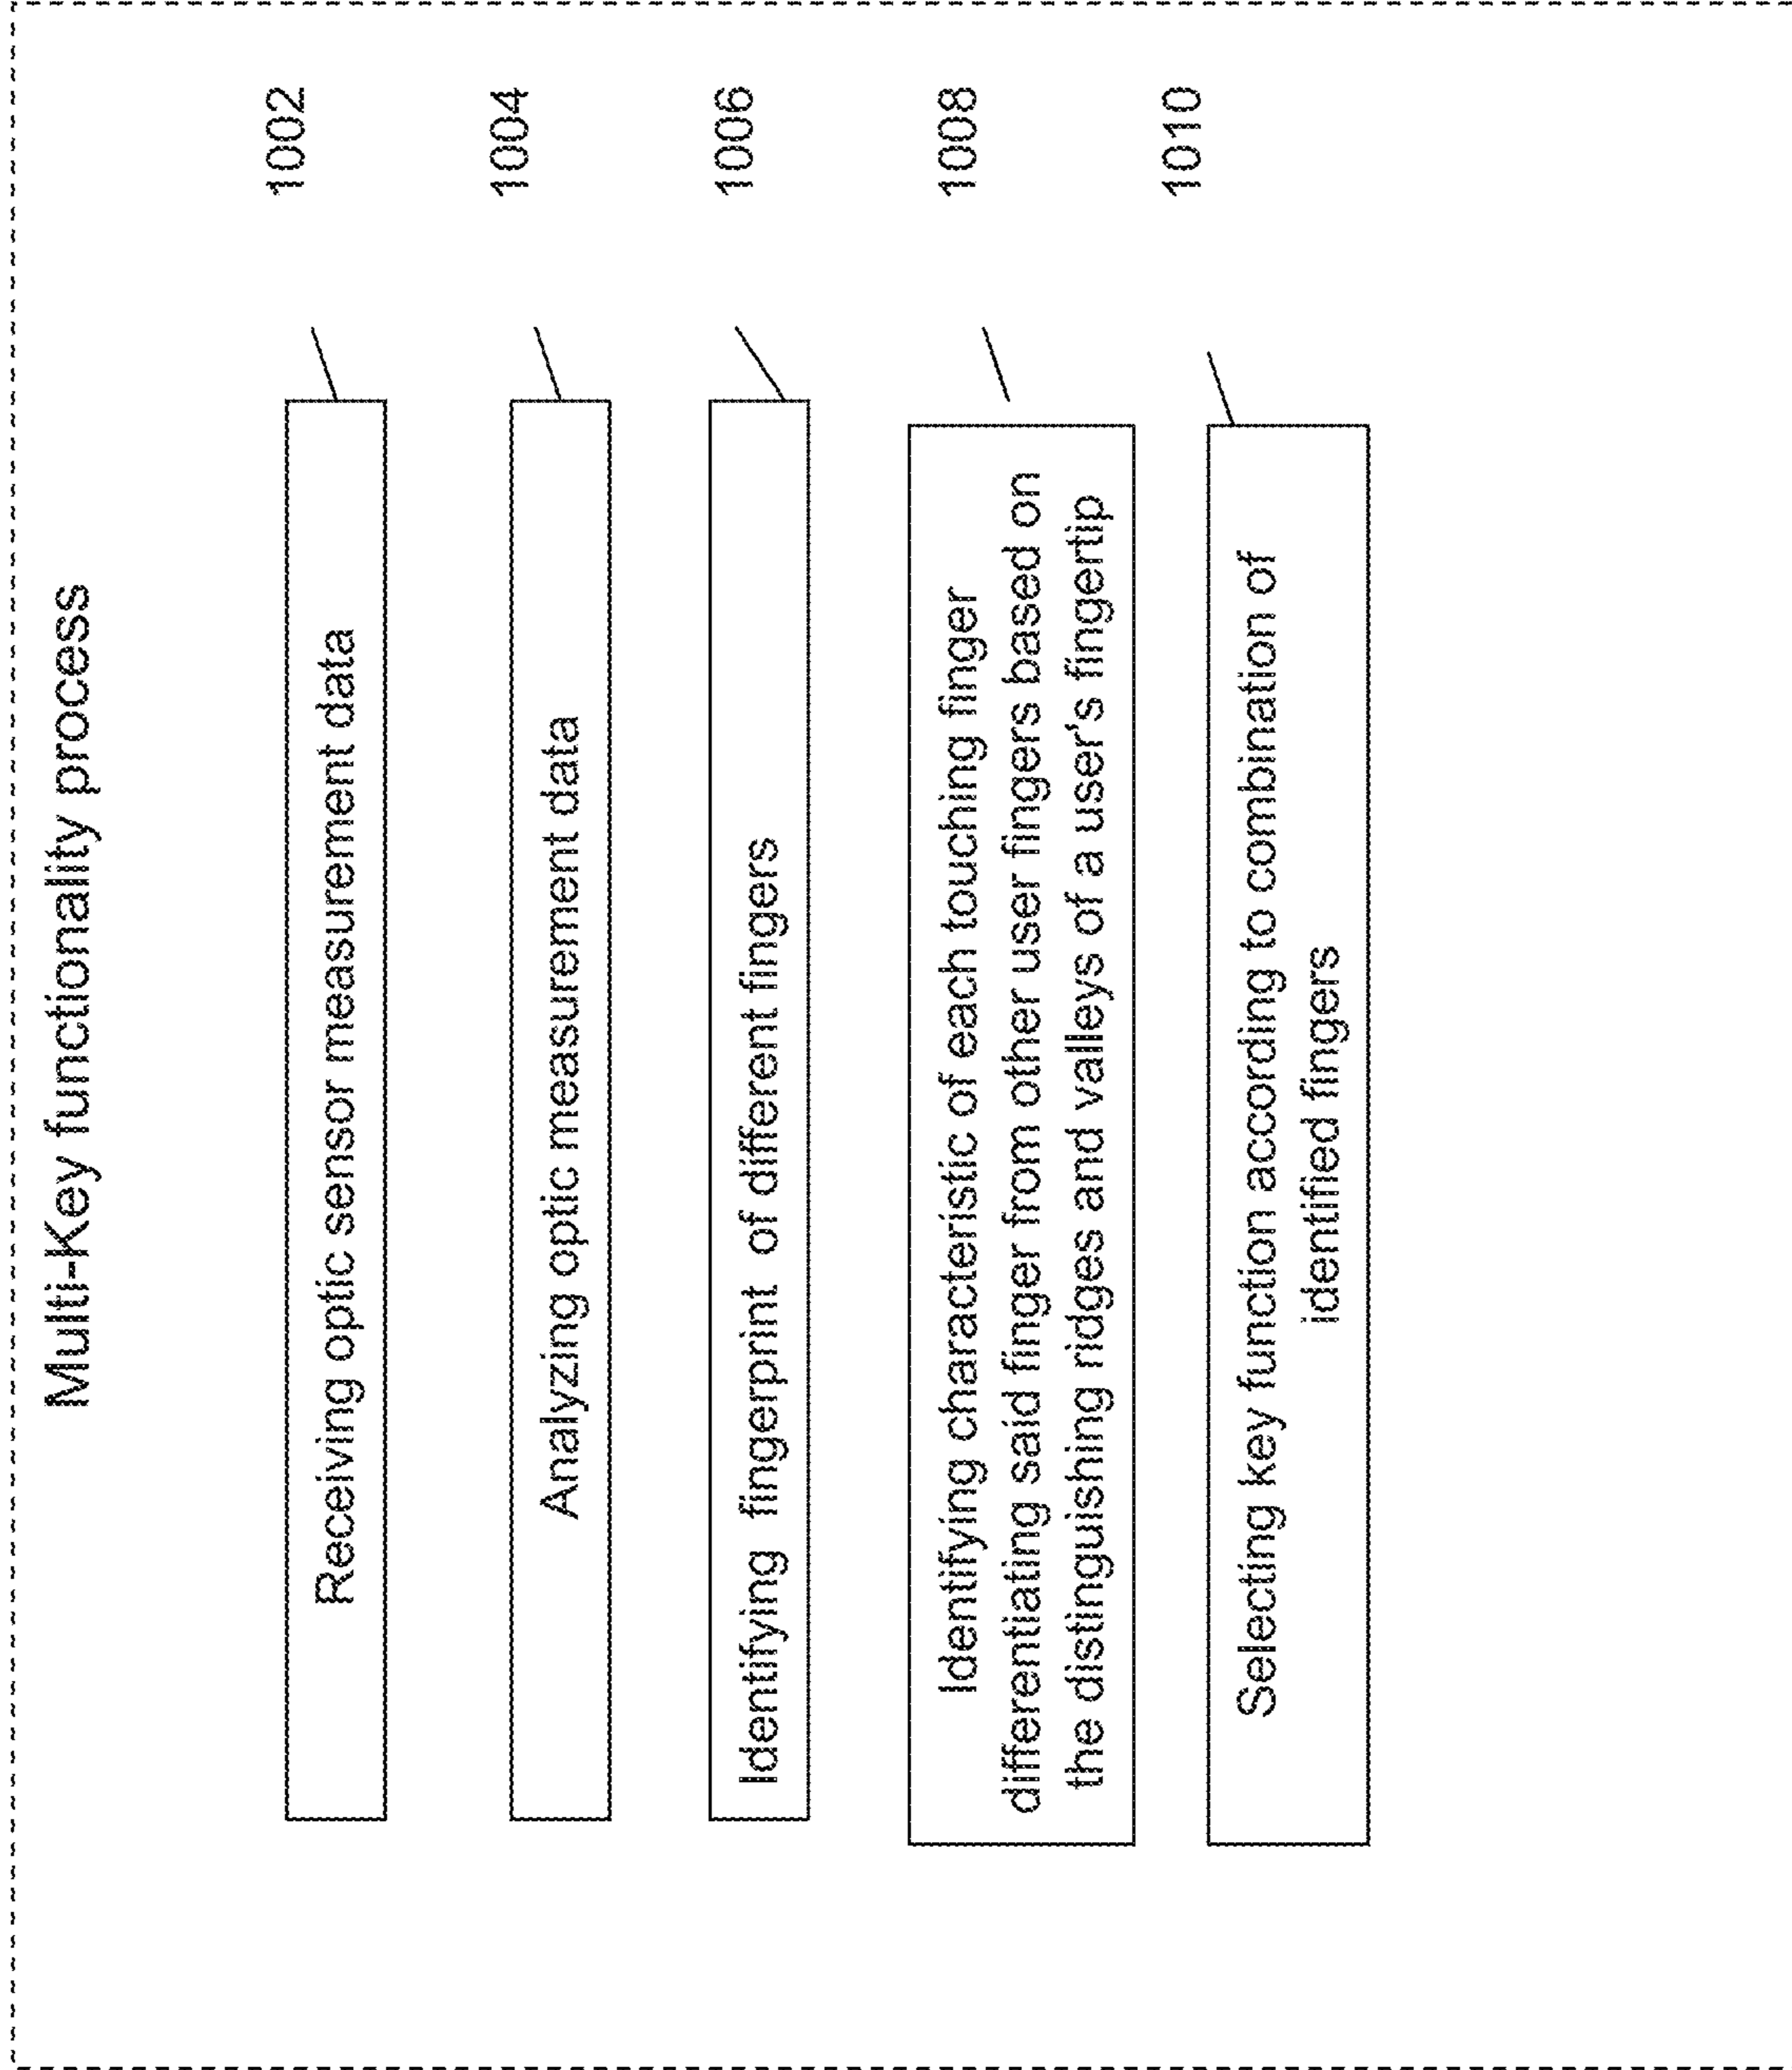 Multi-Key functionality process
Receiving optic sensor measurement data
1002
Analyzing optic measurement data
1004
Identifying fingerprint of different fingers
1006
Identifying characteristic of each touching finger
differentiating said finger from other user fingers based on
the distinguishing ridges and valleys of a user's fingertip
1008
Selecting key function according to combination of
identified fingers
1010